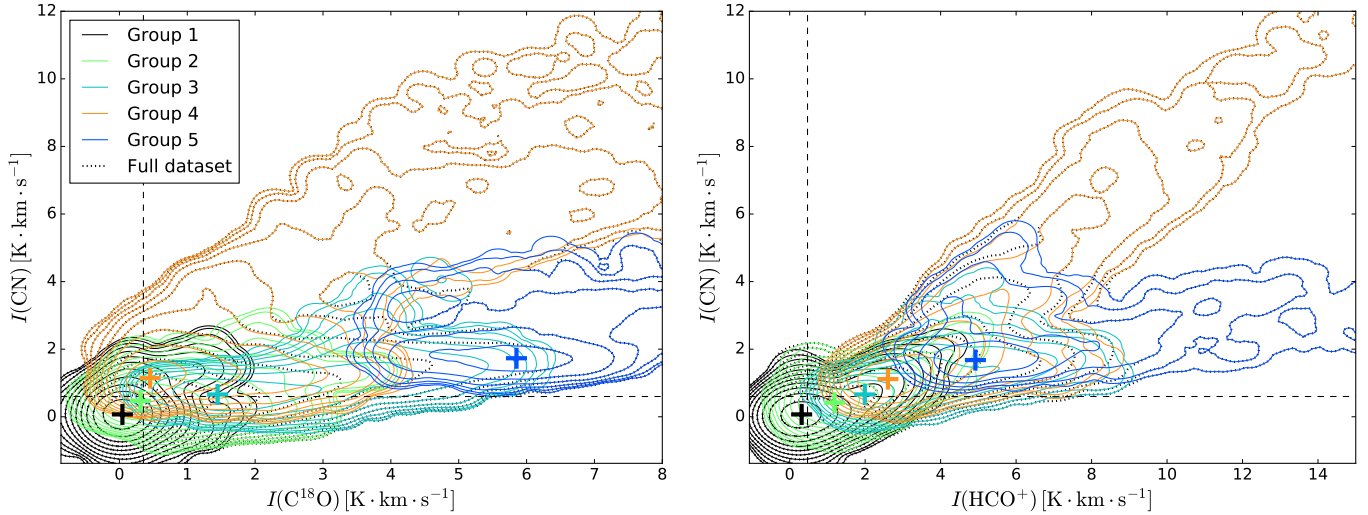 12
10
8
6
4
2
0
I(CN) [K · km · s⁻¹]
Group 1
Group 2
Group 3
Group 4
Group 5
Full dataset
0 1 2 3 4 5 6 7 8
I(C¹⁸O) [K · km · s⁻¹]
12
10
8
6
4
2
0
I(CN) [K · km · s⁻¹]
0 2 4 6 8 10 12 14
I(HCO⁺) [K · km · s⁻¹]